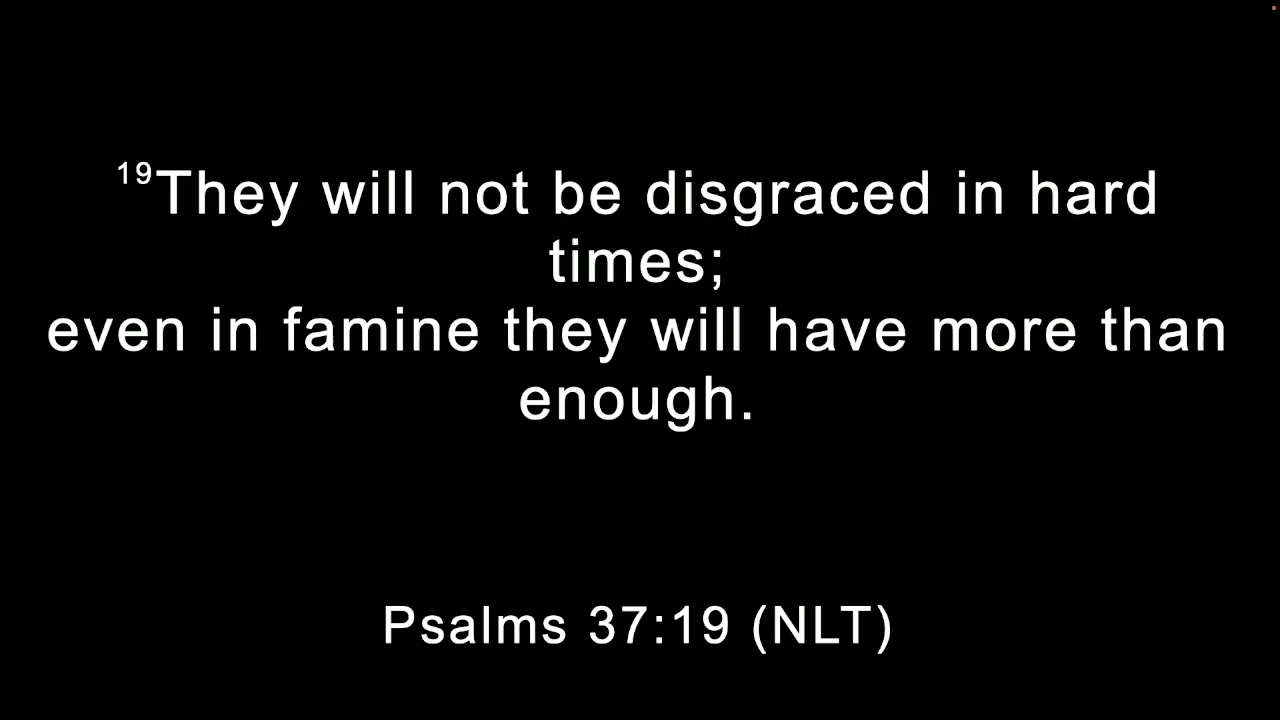 19They will not be disgraced in hard
times;
even in famine they will have more than
enough.
Psalms 37:19 (NLT)